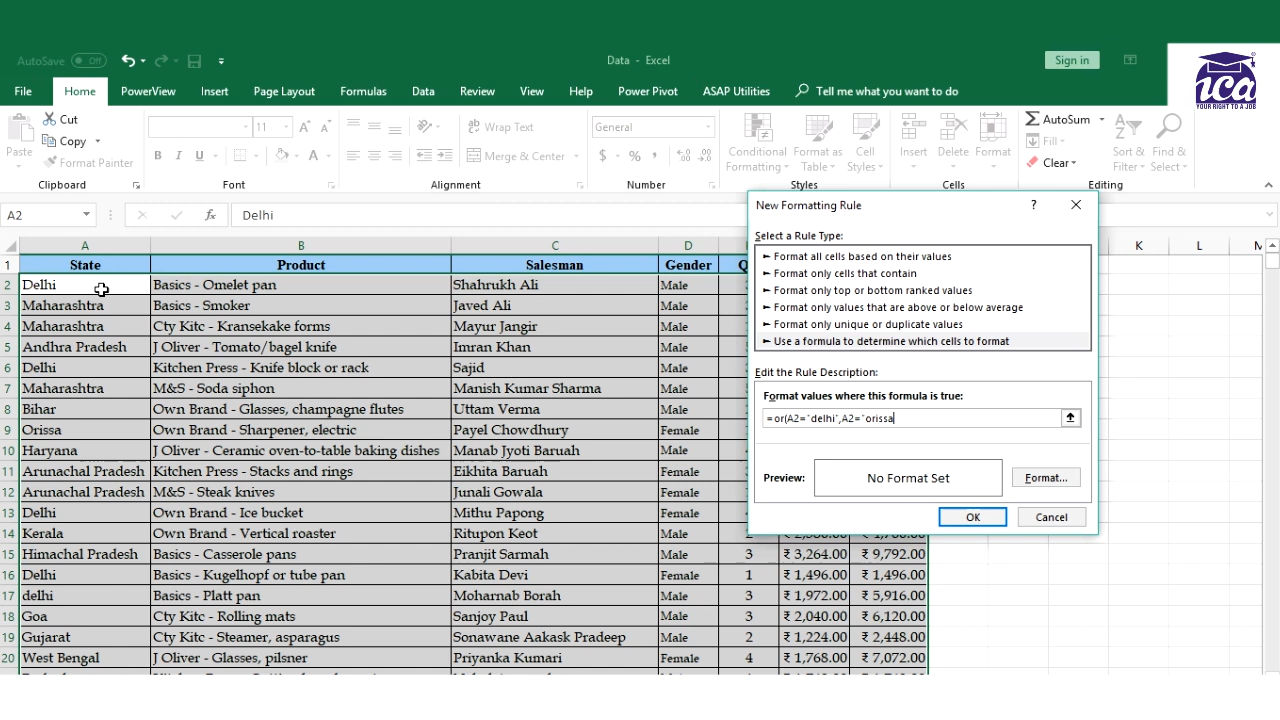 AutoSave Off
Data - Excel
Sign in
ica
YOUR RIGHT TO A JOB
File Home PowerView Insert Page Layout Formulas Data Review View Help Power Pivot ASAP Utilities Tell me what you want to do
Paste
Cut
Copy
Format Painter
Clipboard
11 A A
B I U A
Font
Wrap Text
Merge & Center
Alignment
General
$ % ,
Number
Conditional Formatting
Format as Table
Cell Styles
Styles
Insert Delete Format
Cells
AutoSum
Fill
Clear
Sort & Filter
Find & Select
Editing
A2 fx Delhi
A B C D K L M
1 State Product Salesman Gender Q
2 Delhi Basics - Omelet pan Shahrukh Ali Male
3 Maharashtra Basics - Smoker Javed Ali Male
4 Maharashtra Cty Kitc - Kransekake forms Mayur Jangir Male
5 Andhra Pradesh J Oliver - Tomato/bagel knife Imran Khan Male
6 Delhi Kitchen Press - Knife block or rack Sajid Male
7 Maharashtra M&S - Soda siphon Manish Kumar Sharma Male
8 Bihar Own Brand - Glasses, champagne flutes Uttam Verma Male
9 Orissa Own Brand - Sharpener, electric Payel Chowdhury Female
10 Haryana J Oliver - Ceramic oven-to-table baking dishes Manab Jyoti Baruah Male
11 Arunachal Pradesh Kitchen Press - Stacks and rings Eikhita Baruah Female
12 Arunachal Pradesh M&S - Steak knives Junali Gowala Female
13 Delhi Own Brand - Ice bucket Mithu Papong Female
14 Kerala Own Brand - Vertical roaster Ritupon Keot Male
15 Himachal Pradesh Basics - Casserole pans Pranjit Sarmah Male 3 ₹ 3,264.00 ₹ 9,792.00
16 Delhi Basics - Kugelhopf or tube pan Kabita Devi Female 1 ₹ 1,496.00 ₹ 1,496.00
17 delhi Basics - Platt pan Moharnab Borah Male 3 ₹ 1,972.00 ₹ 5,916.00
18 Goa Cty Kitc - Rolling mats Sanjoy Paul Male 3 ₹ 2,040.00 ₹ 6,120.00
19 Gujarat Cty Kitc - Steamer, asparagus Sonawane Aakask Pradeep Male 2 ₹ 1,224.00 ₹ 2,448.00
20 West Bengal J Oliver - Glasses, pilsner Priyanka Kumari Female 4 ₹ 1,768.00 ₹ 7,072.00
New Formatting Rule ?
Select a Rule Type:
► Format all cells based on their values
► Format only cells that contain
► Format only top or bottom ranked values
► Format only values that are above or below average
► Format only unique or duplicate values
► Use a formula to determine which cells to format
Edit the Rule Description:
Format values where this formula is true:
=or(A2="delhi",A2="orissa
Preview: No Format Set Format...
OK Cancel